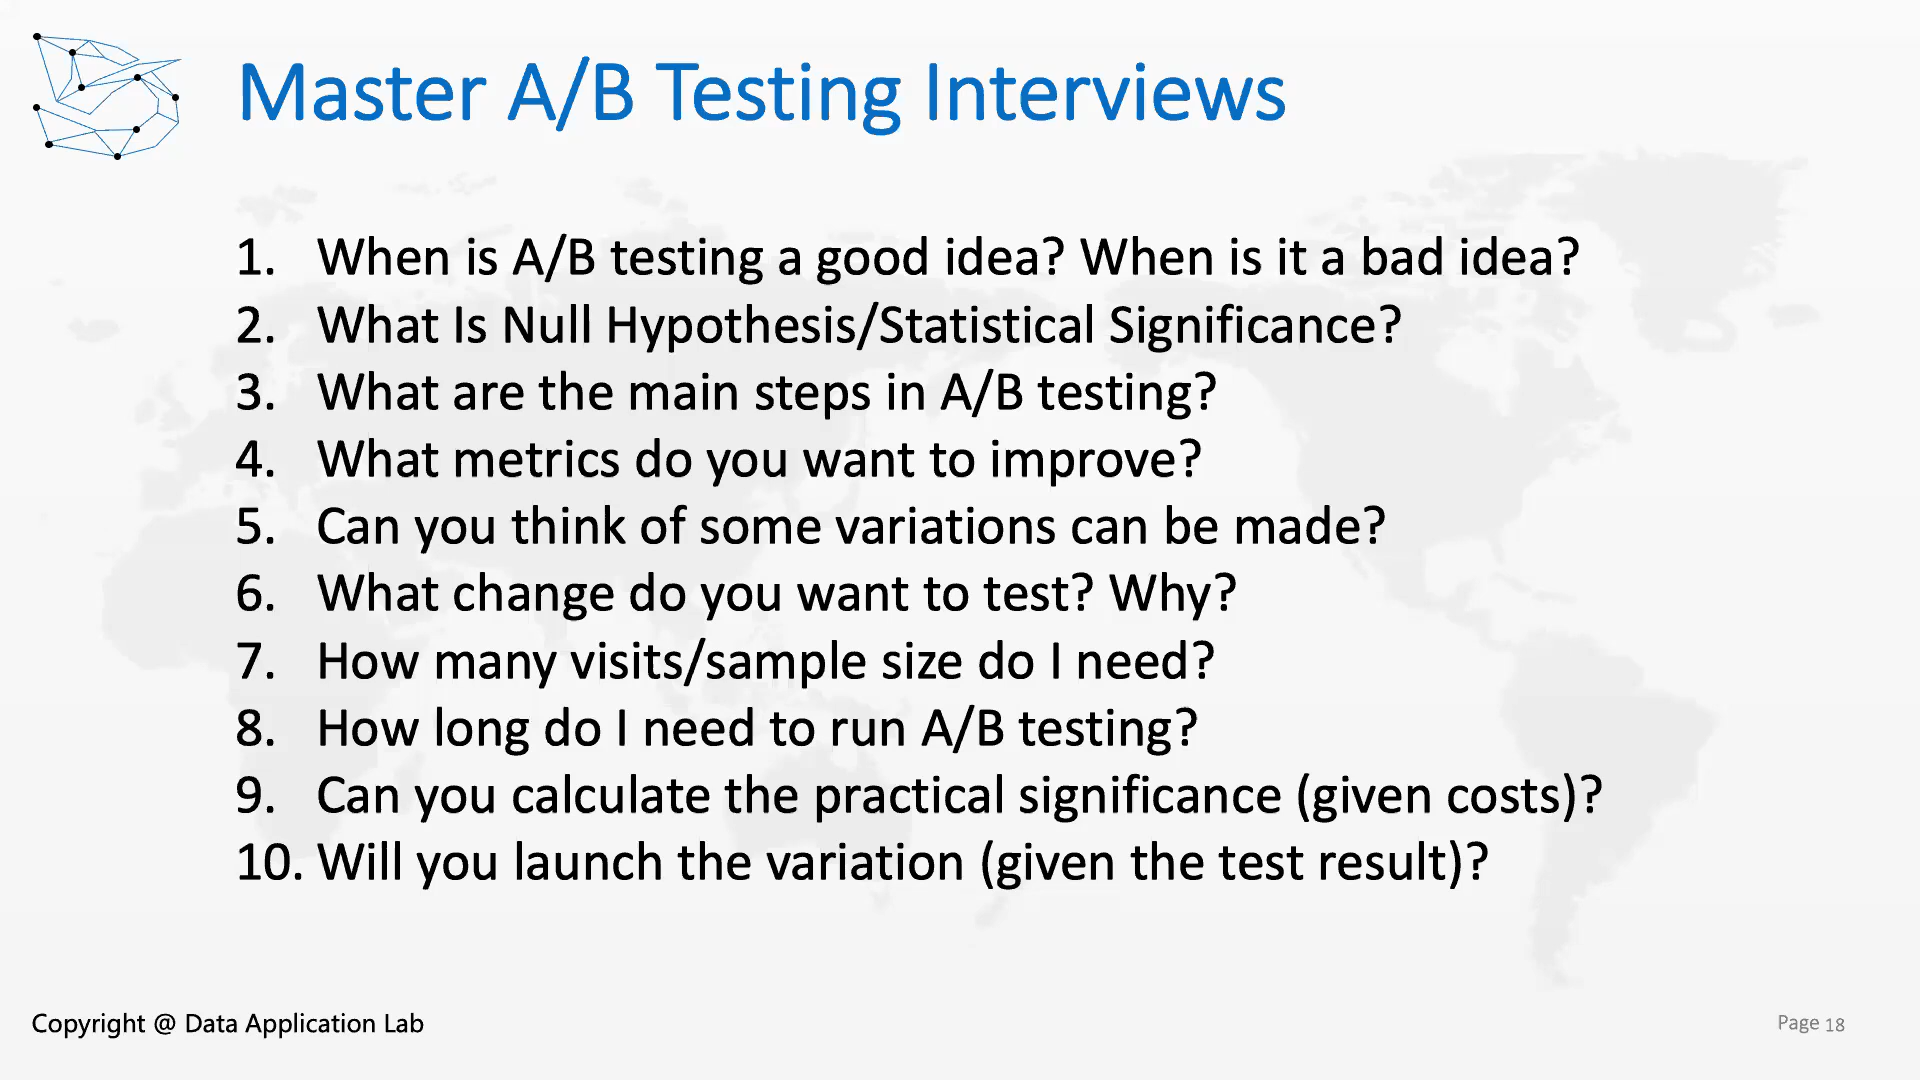 Master A/B Testing Interviews
1. When is A/B testing a good idea? When is it a bad idea?
2. What Is Null Hypothesis/Statistical Significance?
3. What are the main steps in A/B testing?
4. What metrics do you want to improve?
5. Can you think of some variations can be made?
6. What change do you want to test? Why?
7. How many visits/sample size do I need?
8. How long do I need to run A/B testing?
9. Can you calculate the practical significance (given costs)?
10. Will you launch the variation (given the test result)?
Copyright @ Data Application Lab
Page 18